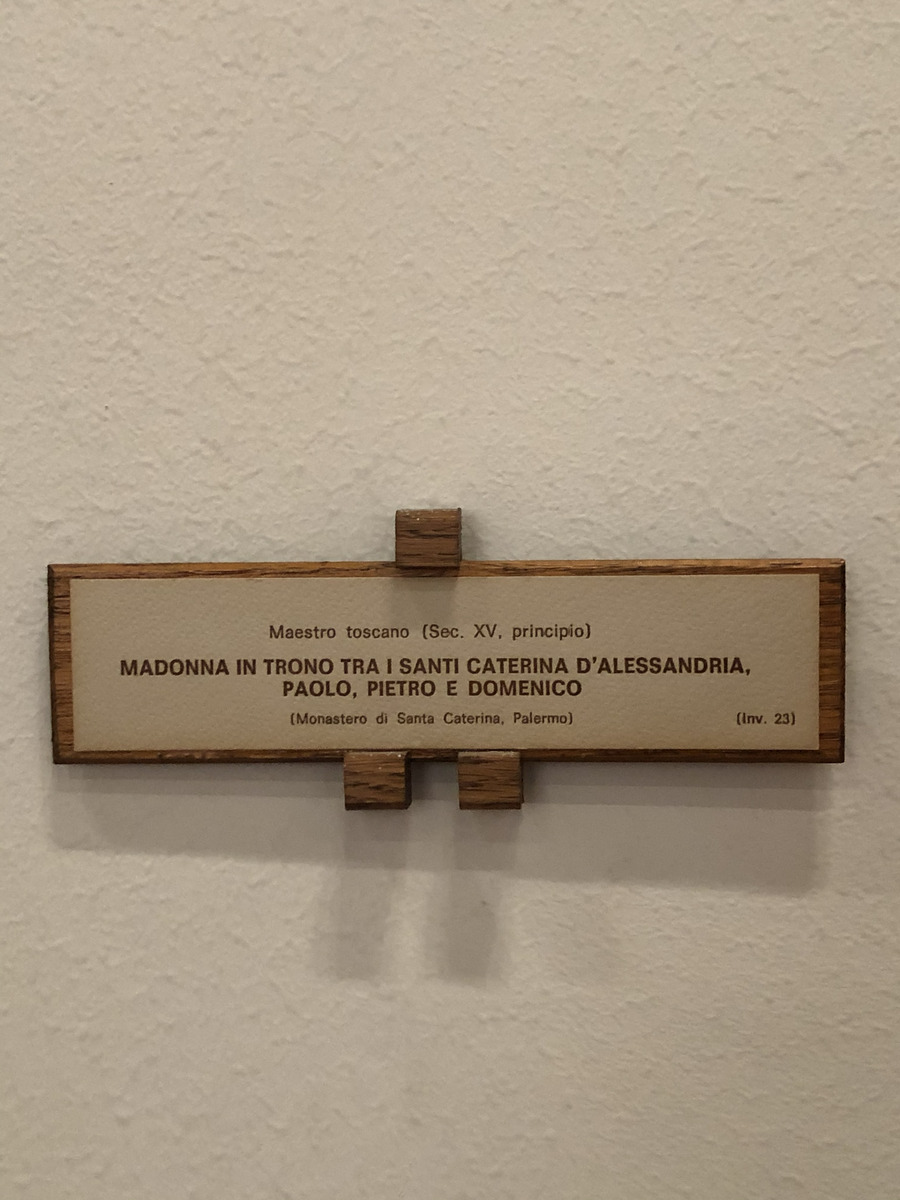 Maestro toscano (Sec. XV, principio)
MADONNA IN TRONO TRA I SANTI CATERINA D'ALESSANDRIA,
PAOLO, PIETRO E DOMENICO
(Monastero di Santa Caterina, Palermo) (Inv. 23)